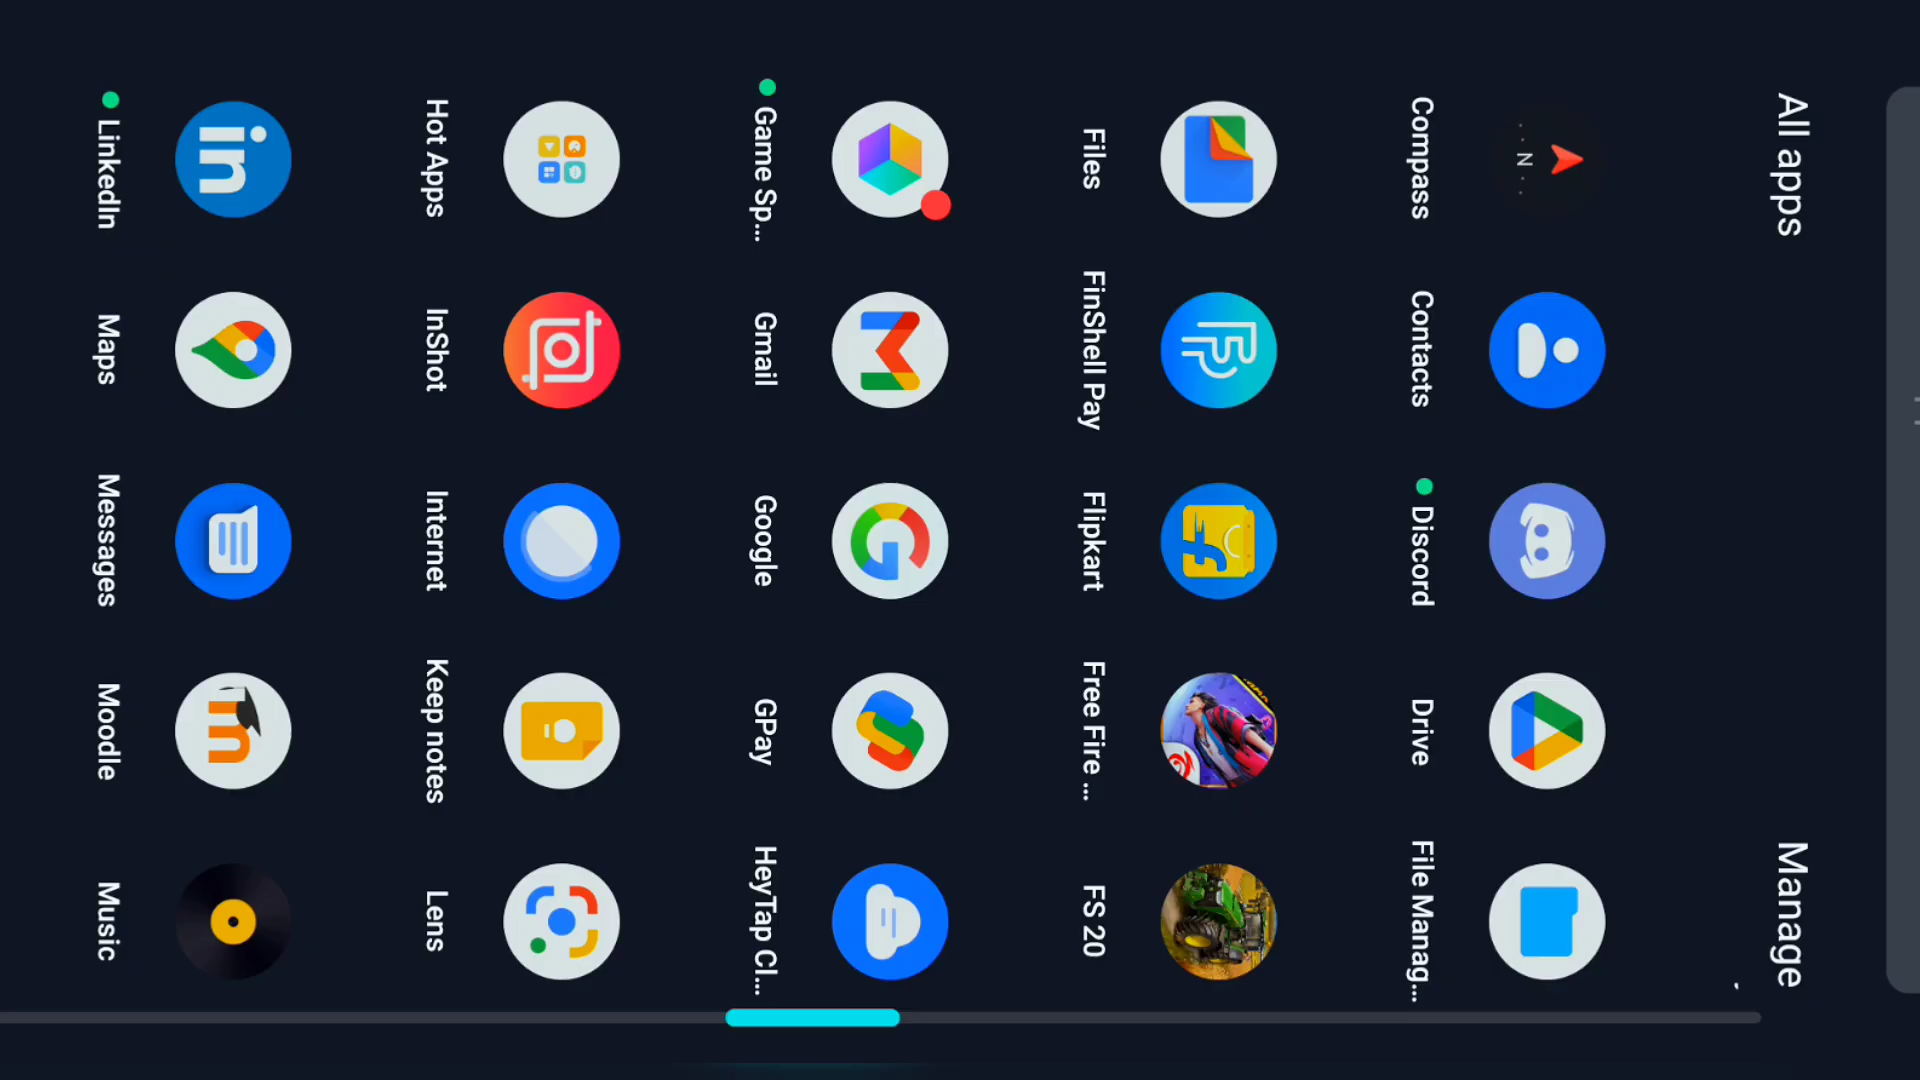 All apps Manage
N
Compass Contacts Discord Drive File Manag...
Files FinShell Pay Flipkart Free Fire ... FS 20
Game Sp... Gmail Google GPay HeyTap Cl...
Hot Apps InShot Internet Keep notes Lens
in
m
LinkedIn Maps Messages Moodle Music